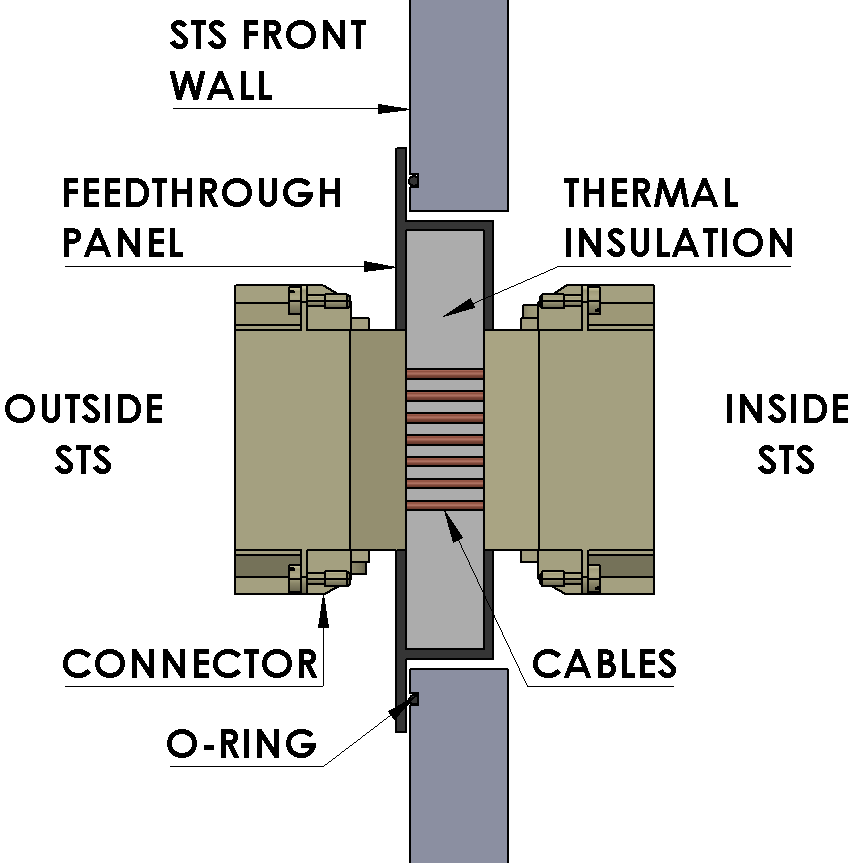 STS FRONT
WALL
FEEDTHROUGH
PANEL
THERMAL
INSULATION
OUTSIDE
STS
INSIDE
STS
CONNECTOR
CABLES
O-RING